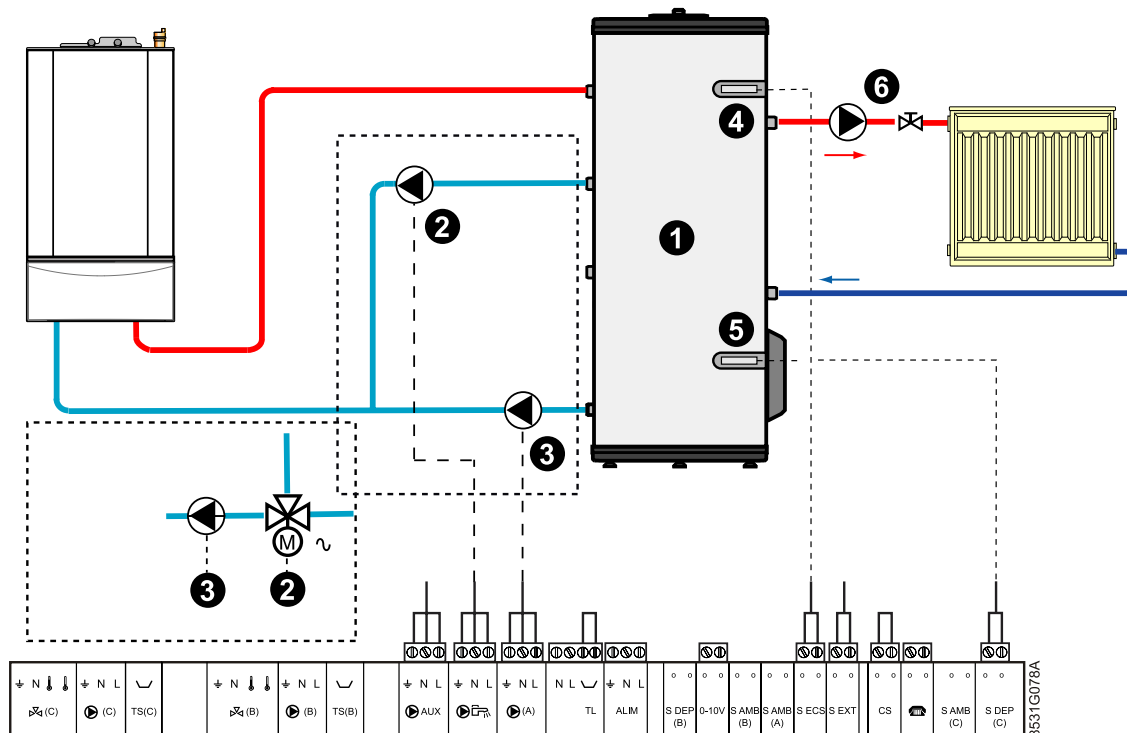 6
4
2
1
5
3
M
3
2
N
N L
N
N L
N L
N L
N L
N L
N L
(C)
(C)
TS(C)
(B)
(B)
TS(B)
AUX
(A)
TL
ALIM
S DEP (B)
0-10V
S AMB (B)
S AMB (A)
S ECS
S EXT
CS
S AMB (C)
S DEP (C)